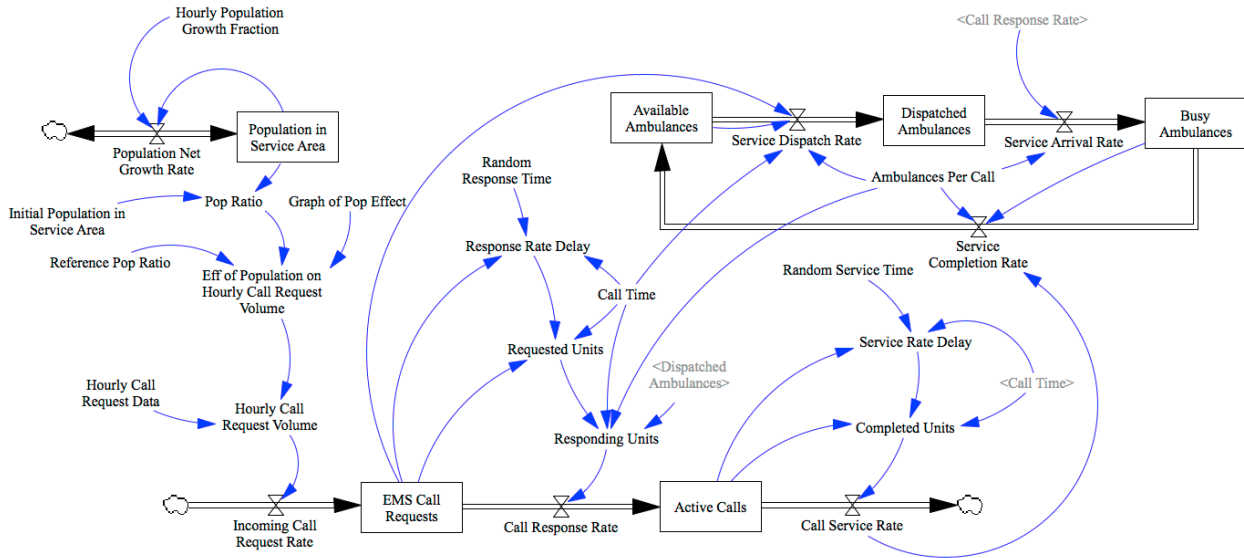 Hourly Population
Growth Fraction
<Call Response Rate>
Available
Ambulances
Dispatched
Ambulances
Busy
Ambulances
Population in
Service Area
Population Net
Growth Rate
Service Dispatch Rate
Service Arrival Rate
Random
Response Time
Ambulances Per Call
Pop Ratio
Graph of Pop Effect
Initial Population in
Service Area
Response Rate Delay
Service
Completion Rate
Reference Pop Ratio
Eff of Population on
Hourly Call Request
Volume
Random Service Time
Call Time
Requested Units
Service Rate Delay
<Dispatched
Ambulances>
<Call Time>
Hourly Call
Request Data
Hourly Call
Request Volume
Responding Units
Completed Units
EMS Call
Requests
Active Calls
Incoming Call
Request Rate
Call Response Rate
Call Service Rate